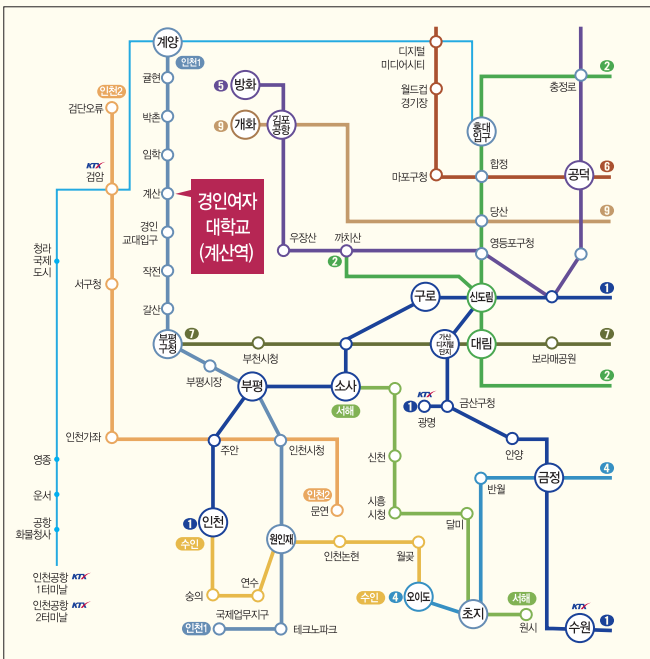 계양
인천1
귤현
박촌
임학
계산
경인
교대입구
작전
갈산
부평
구청
경인여자
대학교
(계산역)
인천2
검단오류
KTX
검암
서구청
인천가좌
청라
국제
도시
영종
운서
공항
화물청사
인천공항 KTX
1터미널
인천공항 KTX
2터미널
5
방화
9
개화
김포
공항
디지털
미디어시티
월드컵
경기장
마포구청
홍대
입구
2
충정로
합정
공덕
6
당산
9
우장산
까치산
2
영등포구청
구로
신도림
1
7
부천시청
가산
디지털
단지
대림
보라매공원
7
2
부평시장
부평
소사
서해
KTX
1
광명
금산구청
안양
주안
인천시청
인천2
문연
신천
시흥
시청
달미
반월
금정
4
1
인천
수인
원인재
인천논현
월곶
숭의
연수
국제업무지구
인천1
테크노파크
수인
4
오이도
초지
서해
원시
KTX
수원
1